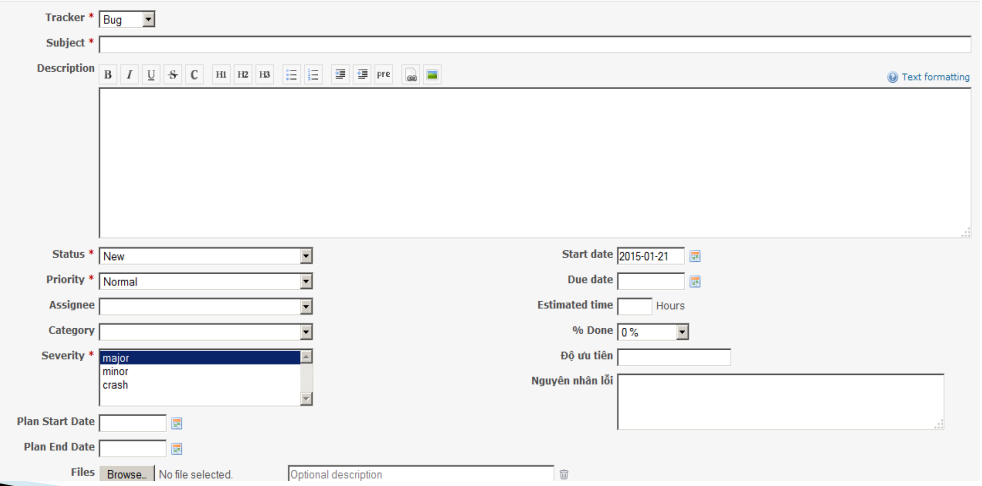 Tracker * Bug
Subject *
Description B I U S C H1 H2 H3 pre Text formatting
Status * New
Start date 2015-01-21
Priority * Normal
Due date
Assignee
Estimated time Hours
Category
% Done 0 %
Severity * major
minor
crash
Độ ưu tiên
Nguyên nhân lỗi
Plan Start Date
Plan End Date
Files Browse... No file selected. Optional description